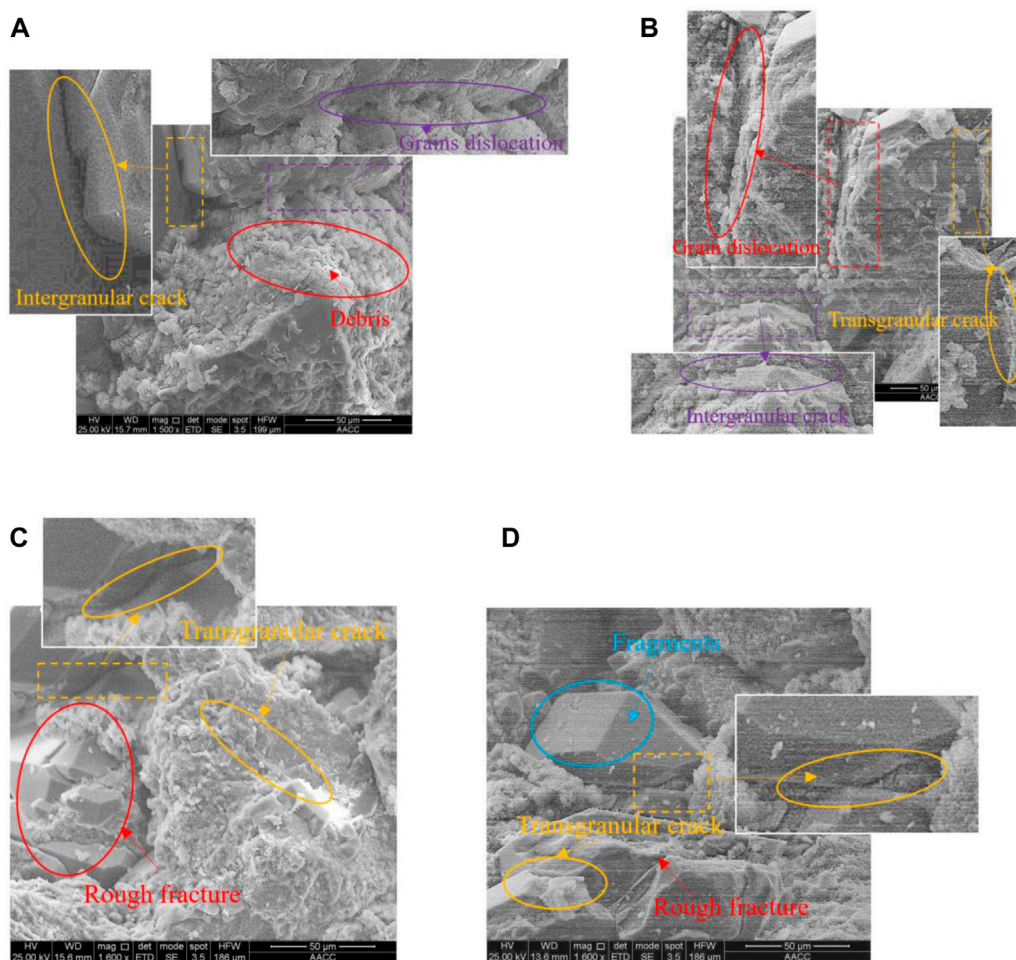 A
Grains dislocation
Intergranular crack
Debris
HV WD mag □ det mode spot HFW 50 µm
25.00 kV 15.7 mm 1 500 x ETD SE 3.5 199 µm AACC
B
Grain dislocation
Transgranular crack
Intergranular crack
50 µm
AACC
C
Transgranular crack
Rough fracture
HV WD mag □ det mode spot HFW 50 µm
25.00 kV 15.6 mm 1 600 x ETD SE 3.5 186 µm AACC
D
Fragments
Transgranular crack
Rough fracture
HV WD mag □ det mode spot HFW 50 µm
25.00 kV 13.6 mm 1 600 x ETD SE 3.5 186 µm AACC